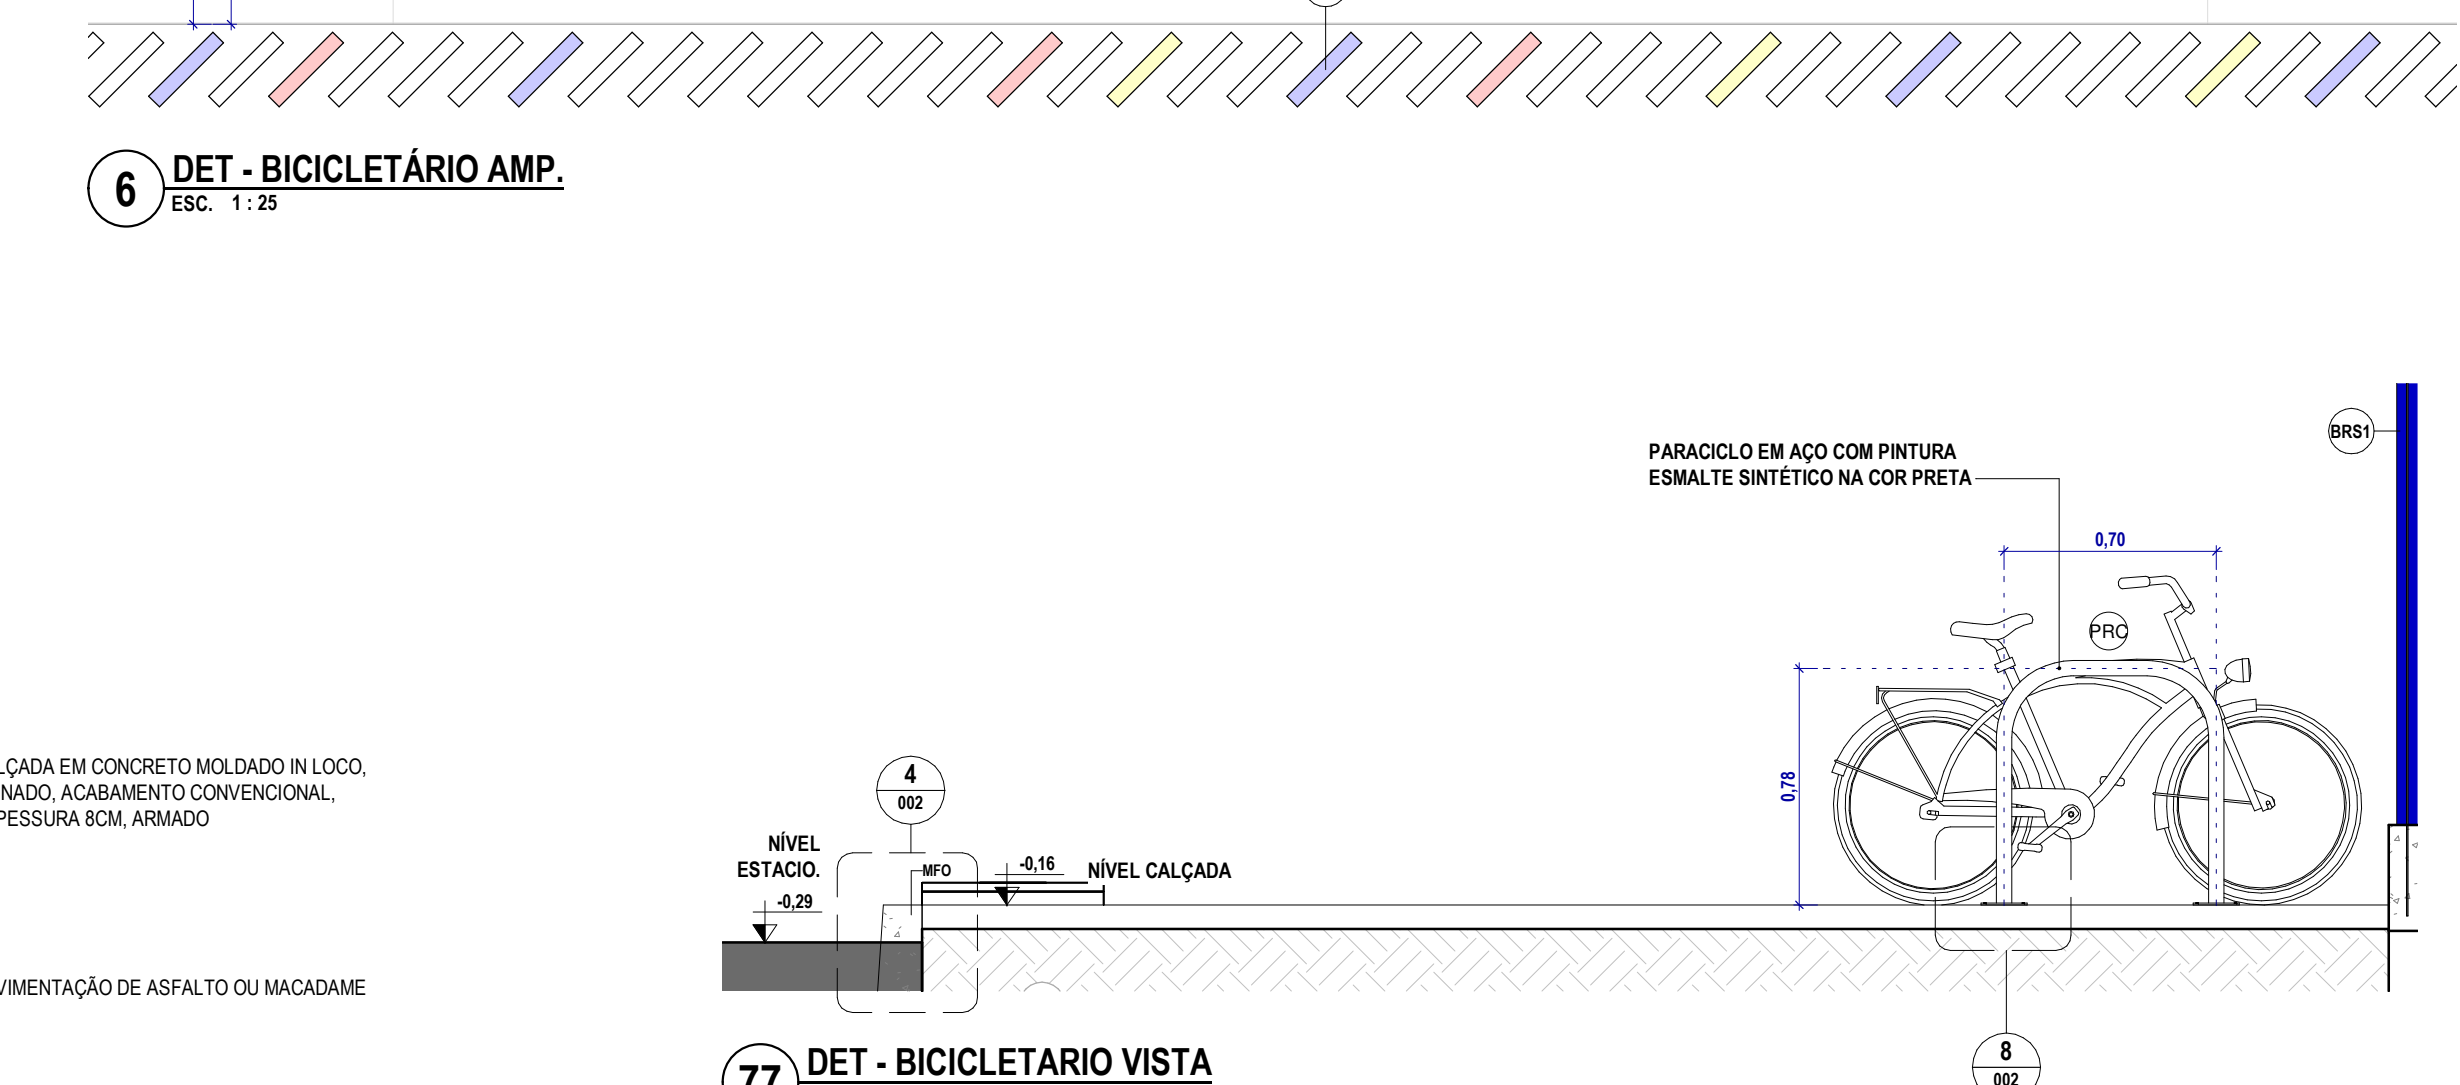 6
DET - BICICLETÁRIO AMP.
ESC. 1 : 25
BRS1
PARACICLO EM AÇO COM PINTURA
ESMALTE SINTÉTICO NA COR PRETA
0,70
PRC
0,78
LÇADA EM CONCRETO MOLDADO IN LOCO,
NADO, ACABAMENTO CONVENCIONAL,
PESSURA 8CM, ARMADO
4
002
NÍVEL
ESTACIO.
-0,29
MFO
-0,16
NÍVEL CALÇADA
VIMENTAÇÃO DE ASFALTO OU MACADAME
77
DET - BICICLETARIO VISTA
8
002